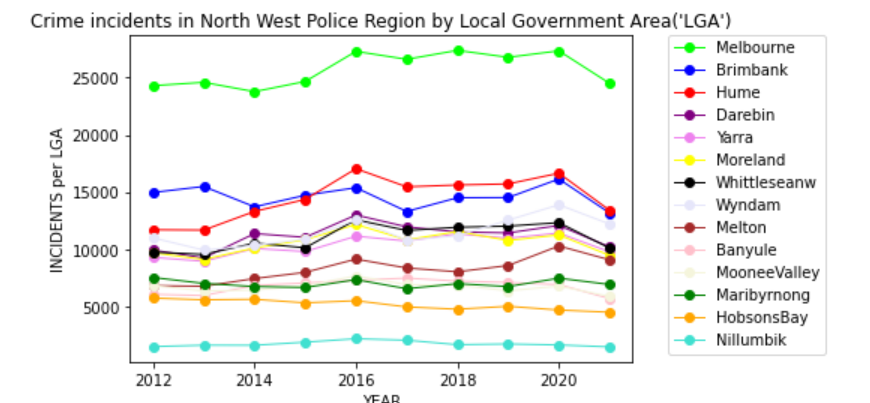 Crime incidents in North West Police Region by Local Government Area('LGA')
INCIDENTS per LGA
25000
20000
15000
10000
5000
2012 2014 2016 2018 2020
YEAR
Melbourne
Brimbank
Hume
Darebin
Yarra
Moreland
Whittleseanw
Wyndam
Melton
Banyule
MooneeValley
Maribyrnong
HobsonsBay
Nillumbik